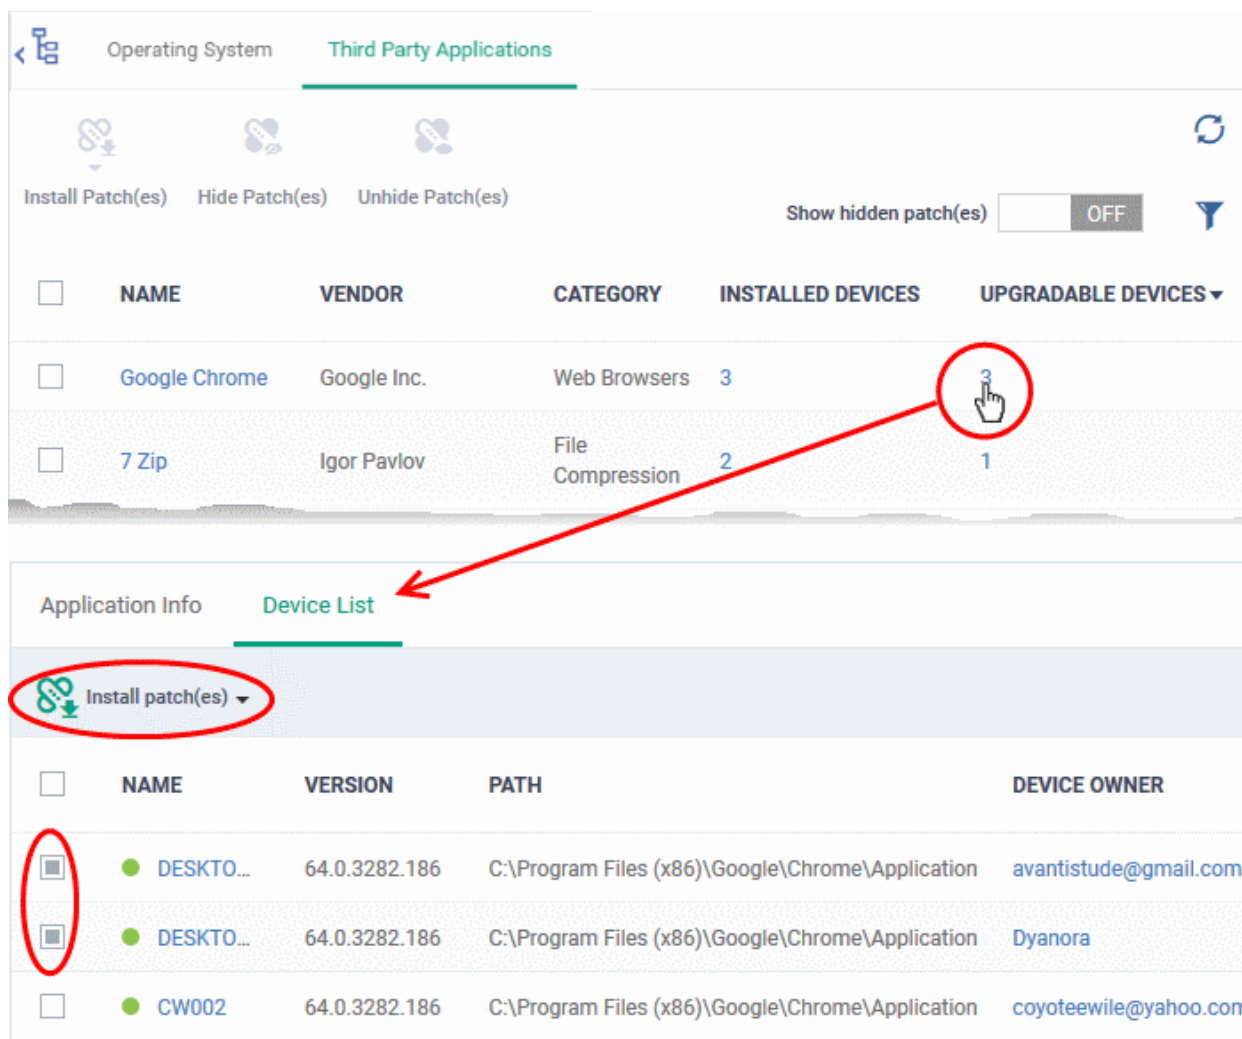 Operating System Third Party Applications
Install Patch(es) Hide Patch(es) Unhide Patch(es)
Show hidden patch(es) OFF
NAME VENDOR CATEGORY INSTALLED DEVICES UPGRADABLE DEVICES
Google Chrome Google Inc. Web Browsers 3 3
7 Zip Igor Pavlov File Compression 2 1
Application Info Device List
Install patch(es)
NAME VERSION PATH DEVICE OWNER
DESKTO... 64.0.3282.186 C:\Program Files (x86)\Google\Chrome\Application avantistude@gmail.com
DESKTO... 64.0.3282.186 C:\Program Files (x86)\Google\Chrome\Application Dyanora
CW002 64.0.3282.186 C:\Program Files (x86)\Google\Chrome\Application coyoteewile@yahoo.com